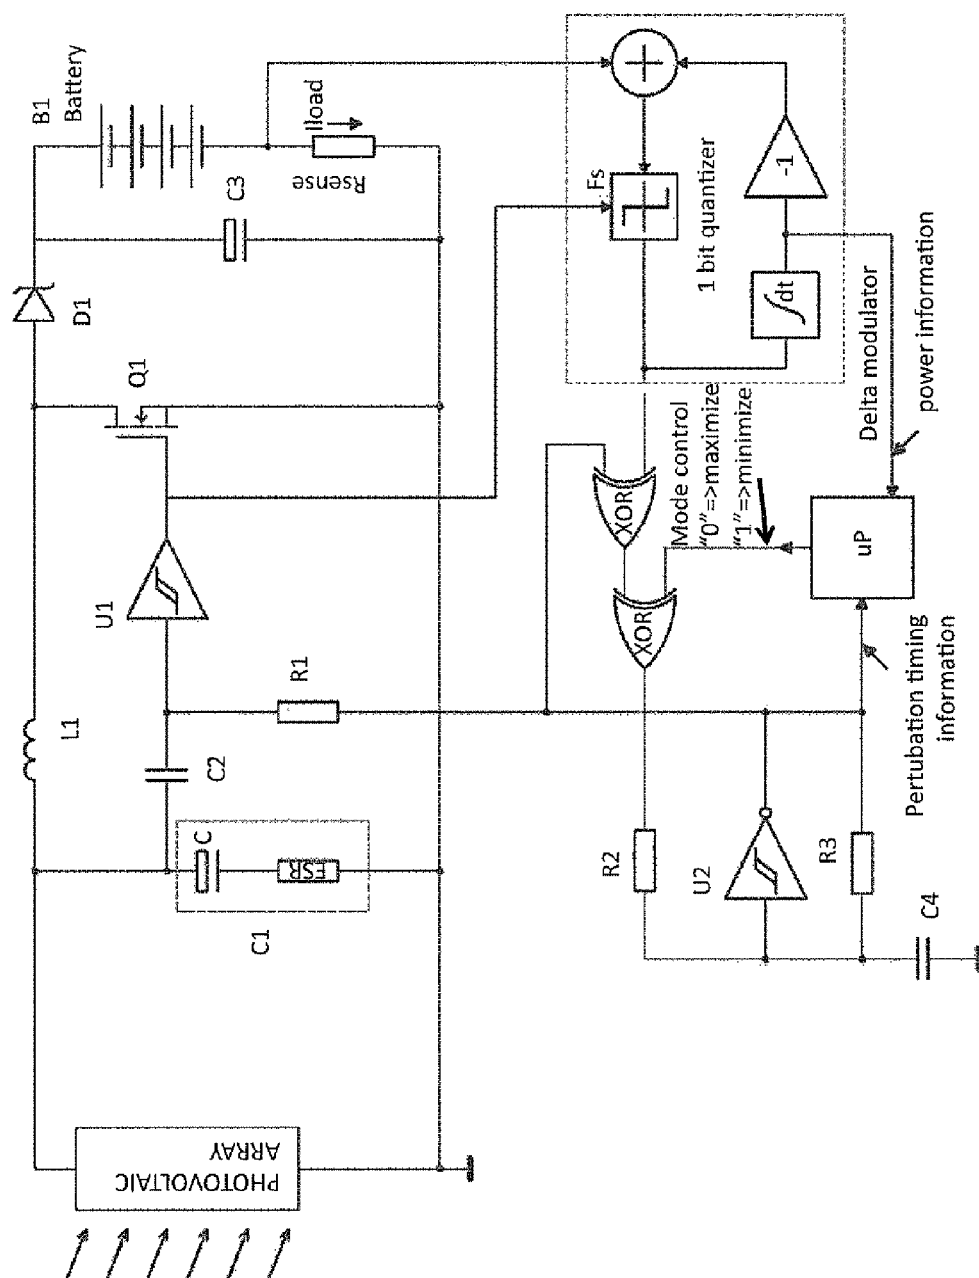 PHOTOVOLTAIC
ARRAY
C1
C
ESR
C2
L1
R1
U1
Q1
D1
C3
B1
Battery
Rsense
Iload
Fs
1 bit quantizer
-1
∫dt
Delta modulator
power information
XOR
XOR
Mode control
“0”=>maximize
“1”=>minimize
uP
Pertubation timing
information
R2
U2
R3
C4